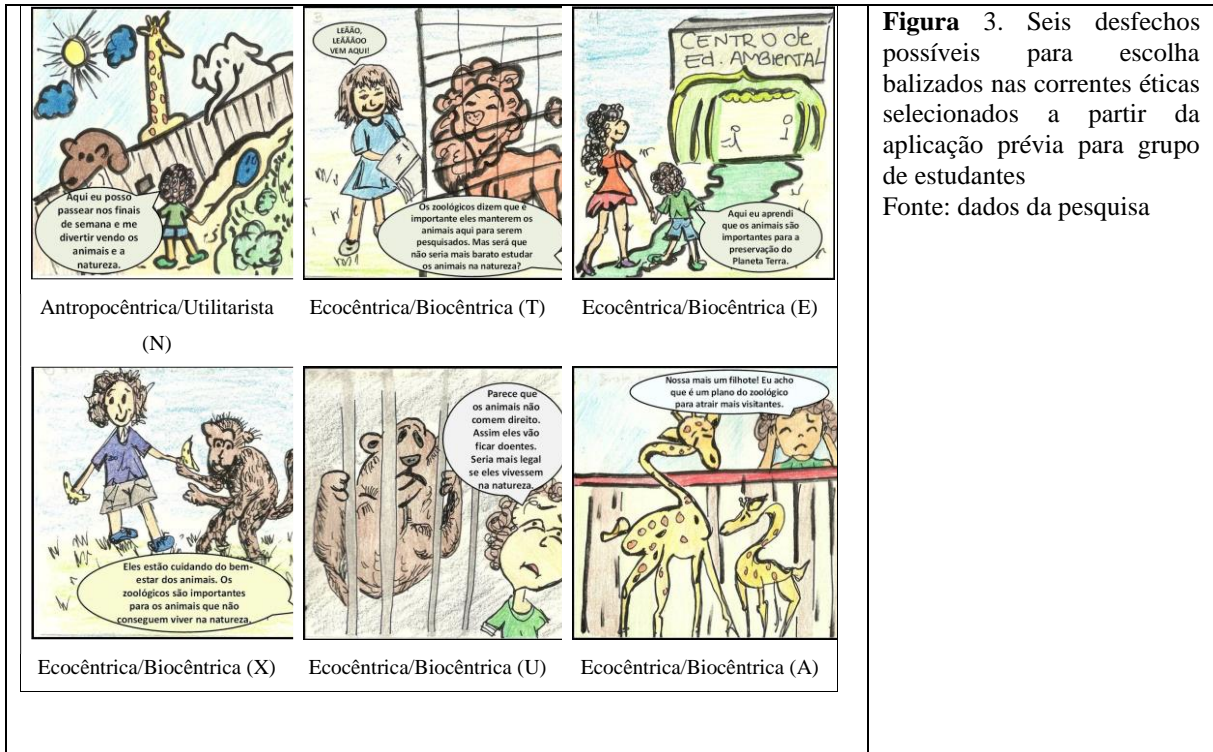 LEÃÃO,
LEÃÃÃOO
VEM AQUI!
CENTRO de
Ed. AMBIENTAL
Aqui eu posso
passear nos finais
de semana e me
divertir vendo os
animais e a
natureza.
Os zoológicos dizem que é
importante eles manterem os
animais aqui para serem
pesquisados. Mas será que
não seria mais barato estudar
os animais na natureza?
Aqui eu aprendi
que os animais são
importantes para a
preservação do
Planeta Terra.
Antropocêntrica/Utilitarista
(N)
Ecocêntrica/Biocêntrica (T)
Ecocêntrica/Biocêntrica (E)
Eles estão cuidando do bem-
estar dos animais. Os
zoológicos são importantes
para os animais que não
conseguem viver na natureza.
Parece que
os animais não
comem direito.
Assim eles vão
ficar doentes.
Seria mais legal
se eles vivessem
na natureza.
Nossa mais um filhote! Eu acho
que é um plano do zoológico
para atrair mais visitantes.
Ecocêntrica/Biocêntrica (X)
Ecocêntrica/Biocêntrica (U)
Ecocêntrica/Biocêntrica (A)
Figura 3. Seis desfechos
possíveis para escolha
balizados nas correntes éticas
selecionados a partir da
aplicação prévia para grupo
de estudantes
Fonte: dados da pesquisa